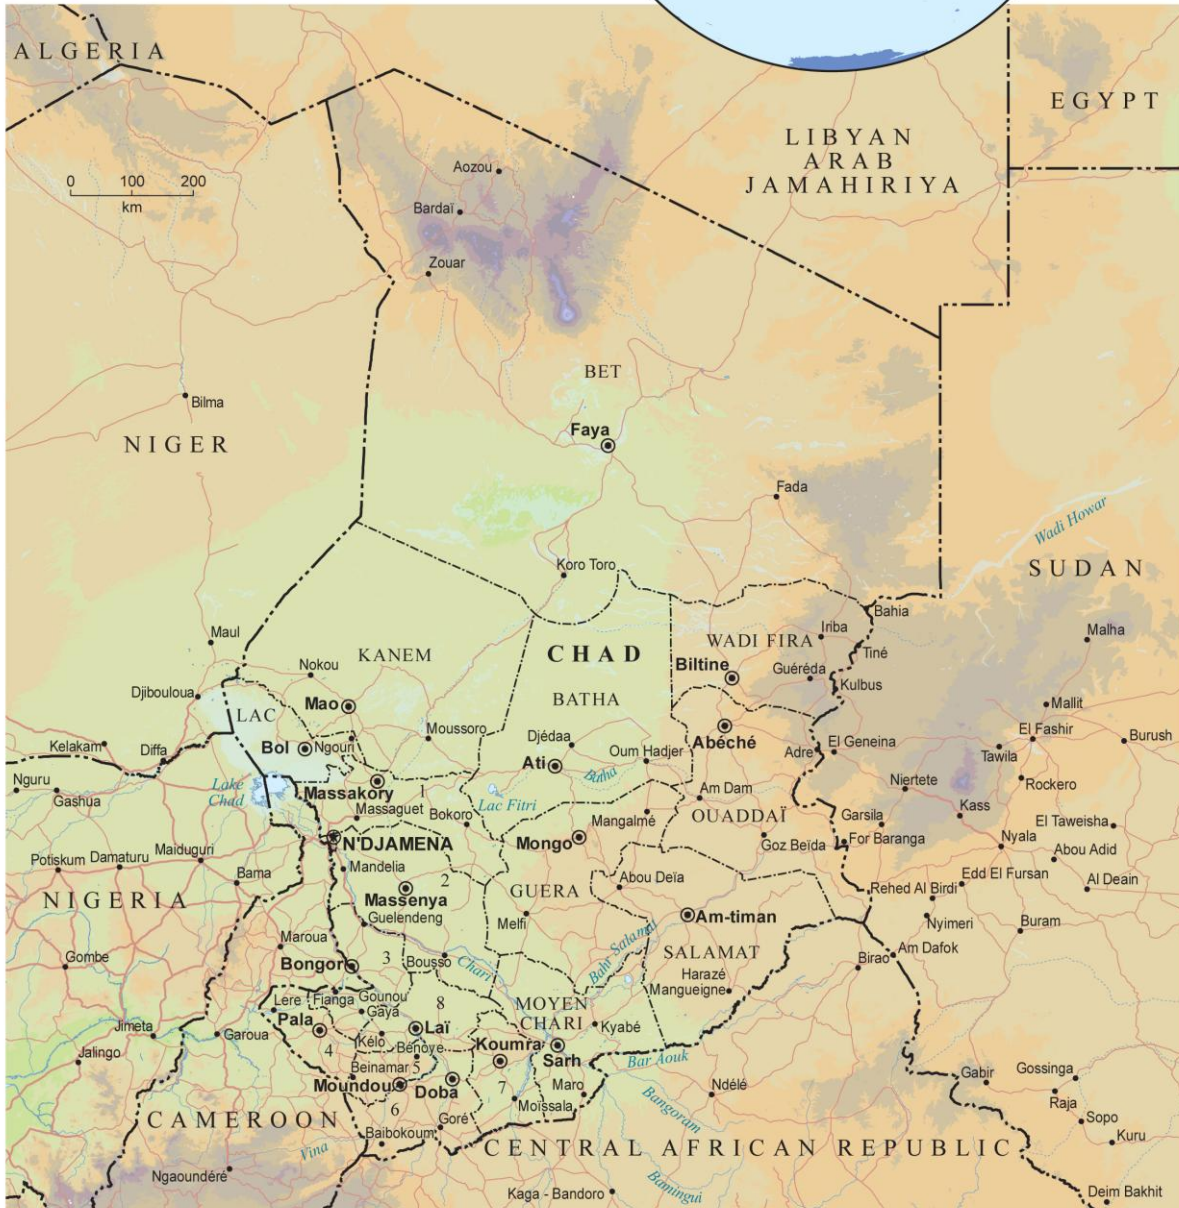 ALGERIA
EGYPT
LIBYAN
ARAB
JAMAHIRIYA
0 100 200
km
Aozou
Bardaï
Zouar
BET
Bilma
NIGER
Faya
Fada
Wadi Howar
SUDAN
Koro Toro
Bahia
Maul
KANEM
CHAD
WADI FIRA
Iriba
Malha
Tiné
Nokou
Biltine
Guéréda
Kulbus
Djibouloua
Mao
BATHA
Mallit
LAC
Abéché
Kelakam
Diffa
Bol
Ngouri
Moussoro
Djédaa
Oum Hadjer
Adre
El Geneina
El Fashir
Burush
Tawila
Nguru
Gashua
Lake
Chad
Massakory
1
Ati
Batha
Lac Fitri
Am Dam
Niertete
Rockero
Massaguet
Bokoro
Mangalmé
OUADDAÏ
Garsila
Kass
El Taweisha
N'DJAMENA
Mongo
Goz Beïda
For Baranga
Nyala
Abou Adid
Potiskum
Damaturu
Maiduguri
Bama
Mandelia
2
Massenya
GUERA
Abou Deïa
Rehed Al Birdi
Edd El Fursan
Al Deain
NIGERIA
Guelendeng
Melfi
Am-timan
Nyimeri
Buram
Maroua
3
Bousso
Chari
Bahr Salamat
SALAMAT
Am Dafok
Gombe
Bongor
Harazé
Mangueigne
Birao
Lere
Fianga
Gounou
Gaya
8
MOYEN
CHARI
Kyabé
Jimeta
Garoua
Pala
4
Kélo
Laï
Benoye
Koumra
Sarh
Bar Aouk
Jalingo
Beinamar
5
Moundou
Doba
7
Maro
Ndélé
Gabir
Gossinga
Raja
6
Moïssala
Bangoram
Sopo
CAMEROON
Goré
Baibokoum
CENTRAL AFRICAN REPUBLIC
Kuru
Vina
Ngaoundéré
Kaga - Bandoro
Bamingui
Deim Bakhit